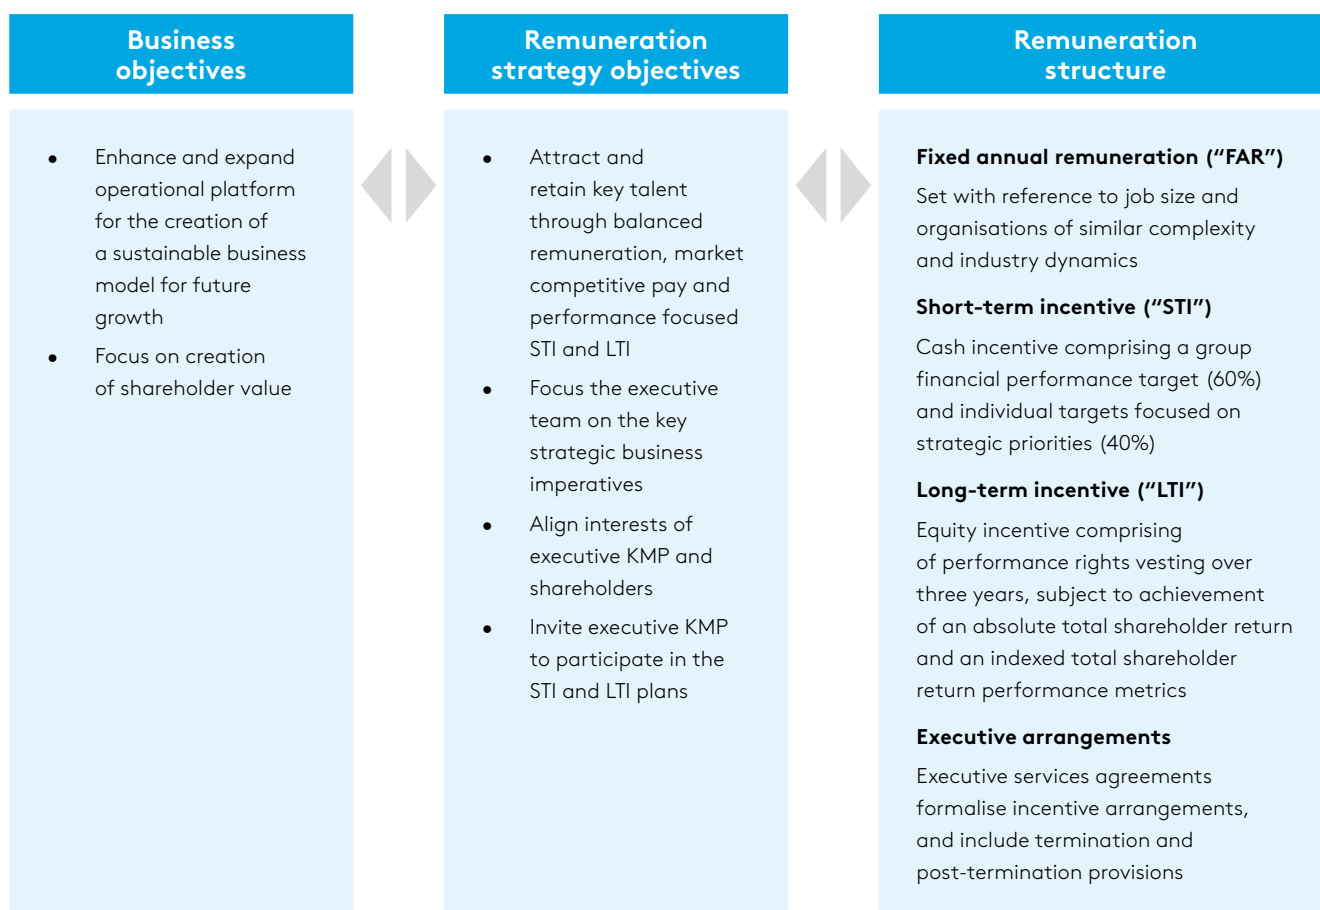 Business
objectives
• Enhance and expand
operational platform
for the creation of
a sustainable business
model for future
growth
• Focus on creation
of shareholder value
Remuneration
strategy objectives
• Attract and
retain key talent
through balanced
remuneration, market
competitive pay and
performance focused
STI and LTI
• Focus the executive
team on the key
strategic business
imperatives
• Align interests of
executive KMP and
shareholders
• Invite executive KMP
to participate in the
STI and LTI plans
Remuneration
structure
Fixed annual remuneration (“FAR”)
Set with reference to job size and
organisations of similar complexity
and industry dynamics
Short-term incentive (“STI”)
Cash incentive comprising a group
financial performance target (60%)
and individual targets focused on
strategic priorities (40%)
Long-term incentive (“LTI”)
Equity incentive comprising
of performance rights vesting over
three years, subject to achievement
of an absolute total shareholder return
and an indexed total shareholder
return performance metrics
Executive arrangements
Executive services agreements
formalise incentive arrangements,
and include termination and
post-termination provisions